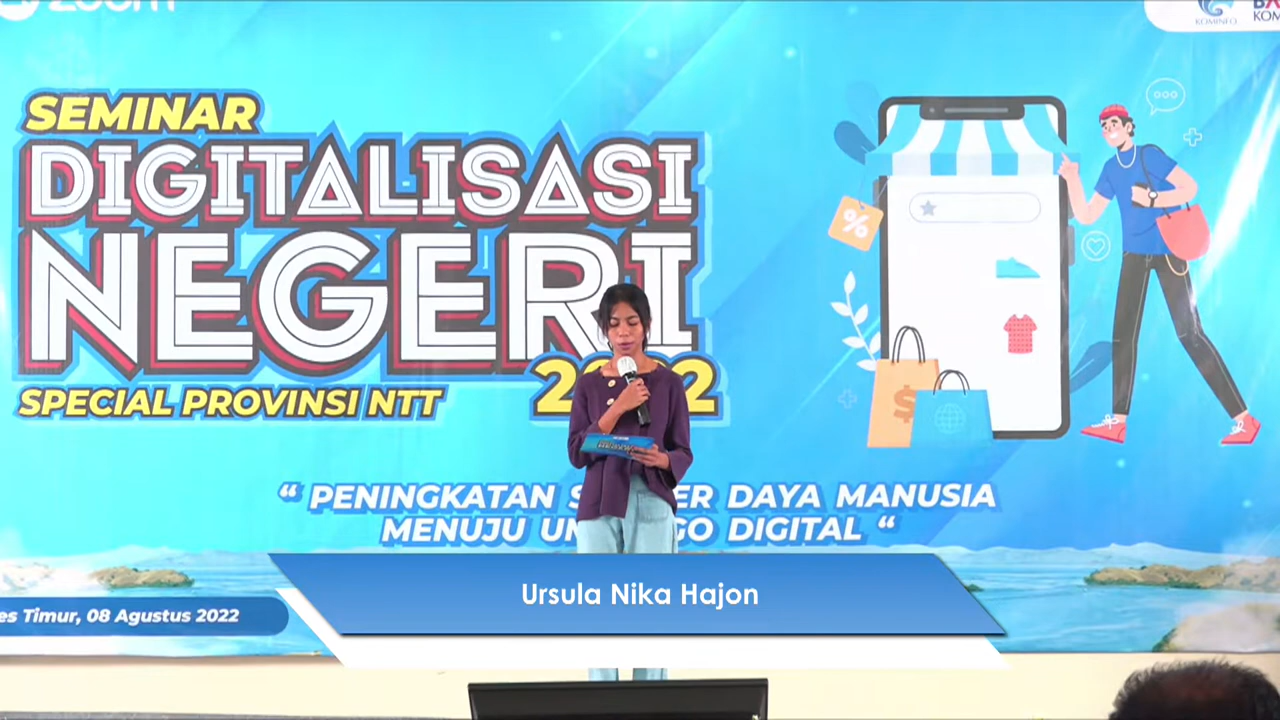 zoom
KOMINFO
SEMINAR
DIGITALISASI
NEGERI
SPECIAL PROVINSI NTT
%
$
“ PENINGKATAN DAYA MANUSIA
MENUJU DIGITAL “
Ursula Nika Hajon
Timur, 08 Agustus 2022